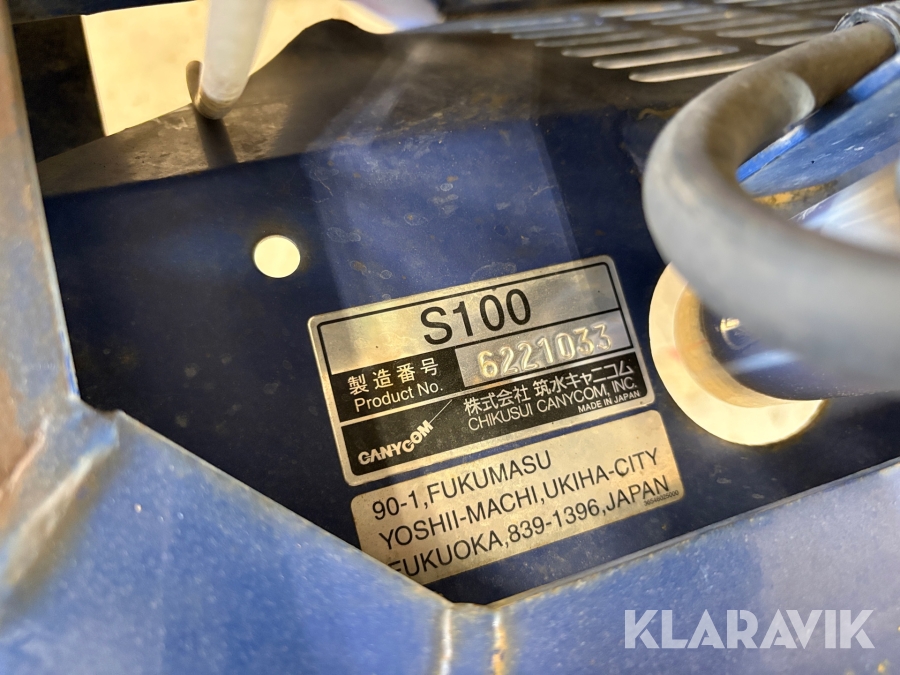 S100
製造番号 6221033
Product No.
CANYCOM 株式会社 筑水キャニコム
CHIKUSUI CANYCOM, INC.
MADE IN JAPAN
90-1,FUKUMASU
YOSHII-MACHI,UKIHA-CITY
FUKUOKA,839-1396,JAPAN
KLARAVIK